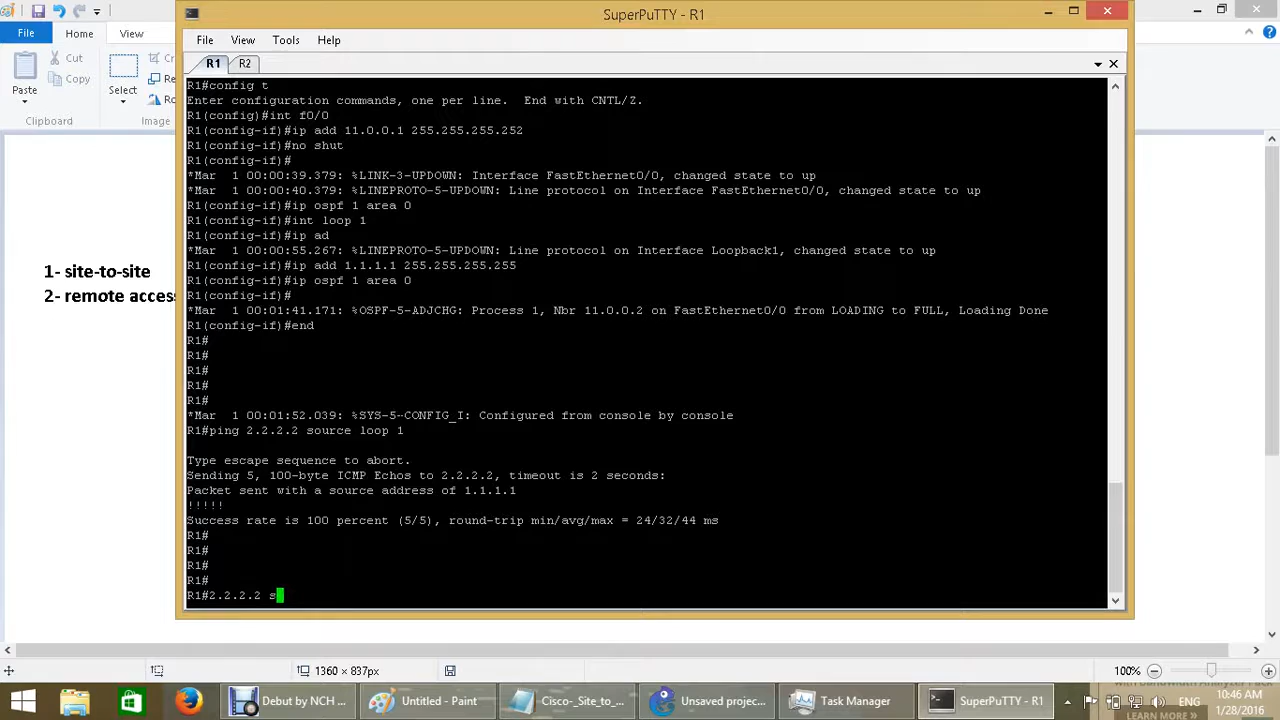 SuperPuTTY - R1
File
Home
View
File View Tools Help
Paste
Cut
Copy
Select
Clipboard
Image
R1 R2
R1#config t
Enter configuration commands, one per line.  End with CNTL/Z.
R1(config)#int f0/0
R1(config-if)#ip add 11.0.0.1 255.255.255.252
R1(config-if)#no shut
R1(config-if)#
*Mar  1 00:00:39.379: %LINK-3-UPDOWN: Interface FastEthernet0/0, changed state to up
*Mar  1 00:00:40.379: %LINEPROTO-5-UPDOWN: Line protocol on Interface FastEthernet0/0, changed state to up
R1(config-if)#ip ospf 1 area 0
R1(config-if)#int loop 1
R1(config-if)#ip ad
*Mar  1 00:00:55.267: %LINEPROTO-5-UPDOWN: Line protocol on Interface Loopback1, changed state to up
R1(config-if)#ip add 1.1.1.1 255.255.255.255
R1(config-if)#ip ospf 1 area 0
R1(config-if)#
*Mar  1 00:01:41.171: %OSPF-5-ADJCHG: Process 1, Nbr 11.0.0.2 on FastEthernet0/0 from LOADING to FULL, Loading Done
R1(config-if)#end
R1#
R1#
R1#
R1#
R1#
*Mar  1 00:01:52.039: %SYS-5-CONFIG_I: Configured from console by console
R1#ping 2.2.2.2 source loop 1
Type escape sequence to abort.
Sending 5, 100-byte ICMP Echos to 2.2.2.2, timeout is 2 seconds:
Packet sent with a source address of 1.1.1.1
!!!!!
Success rate is 100 percent (5/5), round-trip min/avg/max = 24/32/44 ms
R1#
R1#
R1#
R1#
R1#2.2.2.2 s
1- site-to-site
2- remote access
1360 × 837px
100%
Debut by NCH ...
Untitled - Paint
Cisco-_Site_to_...
Unsaved projec...
Task Manager
SuperPuTTY - R1
ENG
10:46 AM
1/28/2016
LEARN MORE »